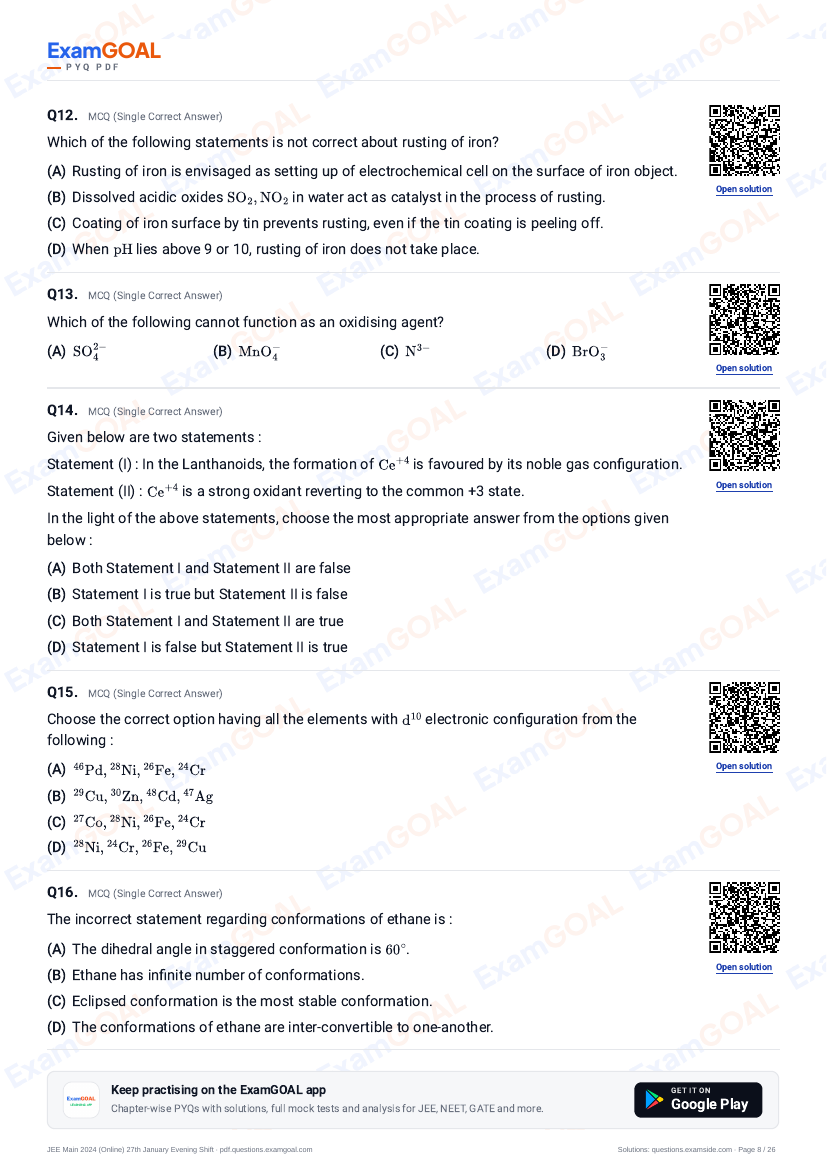 ExamGOAL
PYQ PDF
Q12. MCQ (Single Correct Answer)
Which of the following statements is not correct about rusting of iron?
(A) Rusting of iron is envisaged as setting up of electrochemical cell on the surface of iron object.
(B) Dissolved acidic oxides SO₂, NO₂ in water act as catalyst in the process of rusting.
(C) Coating of iron surface by tin prevents rusting, even if the tin coating is peeling off.
(D) When pH lies above 9 or 10, rusting of iron does not take place.
Open solution
Q13. MCQ (Single Correct Answer)
Which of the following cannot function as an oxidising agent?
(A) SO₄²⁻ (B) MnO₄⁻ (C) N³⁻ (D) BrO₃⁻
Open solution
Q14. MCQ (Single Correct Answer)
Given below are two statements :
Statement (I) : In the Lanthanoids, the formation of Ce⁺⁴ is favoured by its noble gas configuration.
Statement (II) : Ce⁺⁴ is a strong oxidant reverting to the common +3 state.
In the light of the above statements, choose the most appropriate answer from the options given
below :
(A) Both Statement I and Statement II are false
(B) Statement I is true but Statement II is false
(C) Both Statement I and Statement II are true
(D) Statement I is false but Statement II is true
Open solution
Q15. MCQ (Single Correct Answer)
Choose the correct option having all the elements with d¹⁰ electronic configuration from the
following :
(A) ⁴⁶Pd, ²⁸Ni, ²⁶Fe, ²⁴Cr
(B) ²⁹Cu, ³⁰Zn, ⁴⁸Cd, ⁴⁷Ag
(C) ²⁷Co, ²⁸Ni, ²⁶Fe, ²⁴Cr
(D) ²⁸Ni, ²⁴Cr, ²⁶Fe, ²⁹Cu
Open solution
Q16. MCQ (Single Correct Answer)
The incorrect statement regarding conformations of ethane is :
(A) The dihedral angle in staggered conformation is 60°.
(B) Ethane has infinite number of conformations.
(C) Eclipsed conformation is the most stable conformation.
(D) The conformations of ethane are inter-convertible to one-another.
Open solution
ExamGOAL
Keep practising on the ExamGOAL app
Chapter-wise PYQs with solutions, full mock tests and analysis for JEE, NEET, GATE and more.
GET IT ON
Google Play
JEE Main 2024 (Online) 27th January Evening Shift · pdf.questions.examgoal.com
Solutions: questions.examside.com · Page 8 / 26